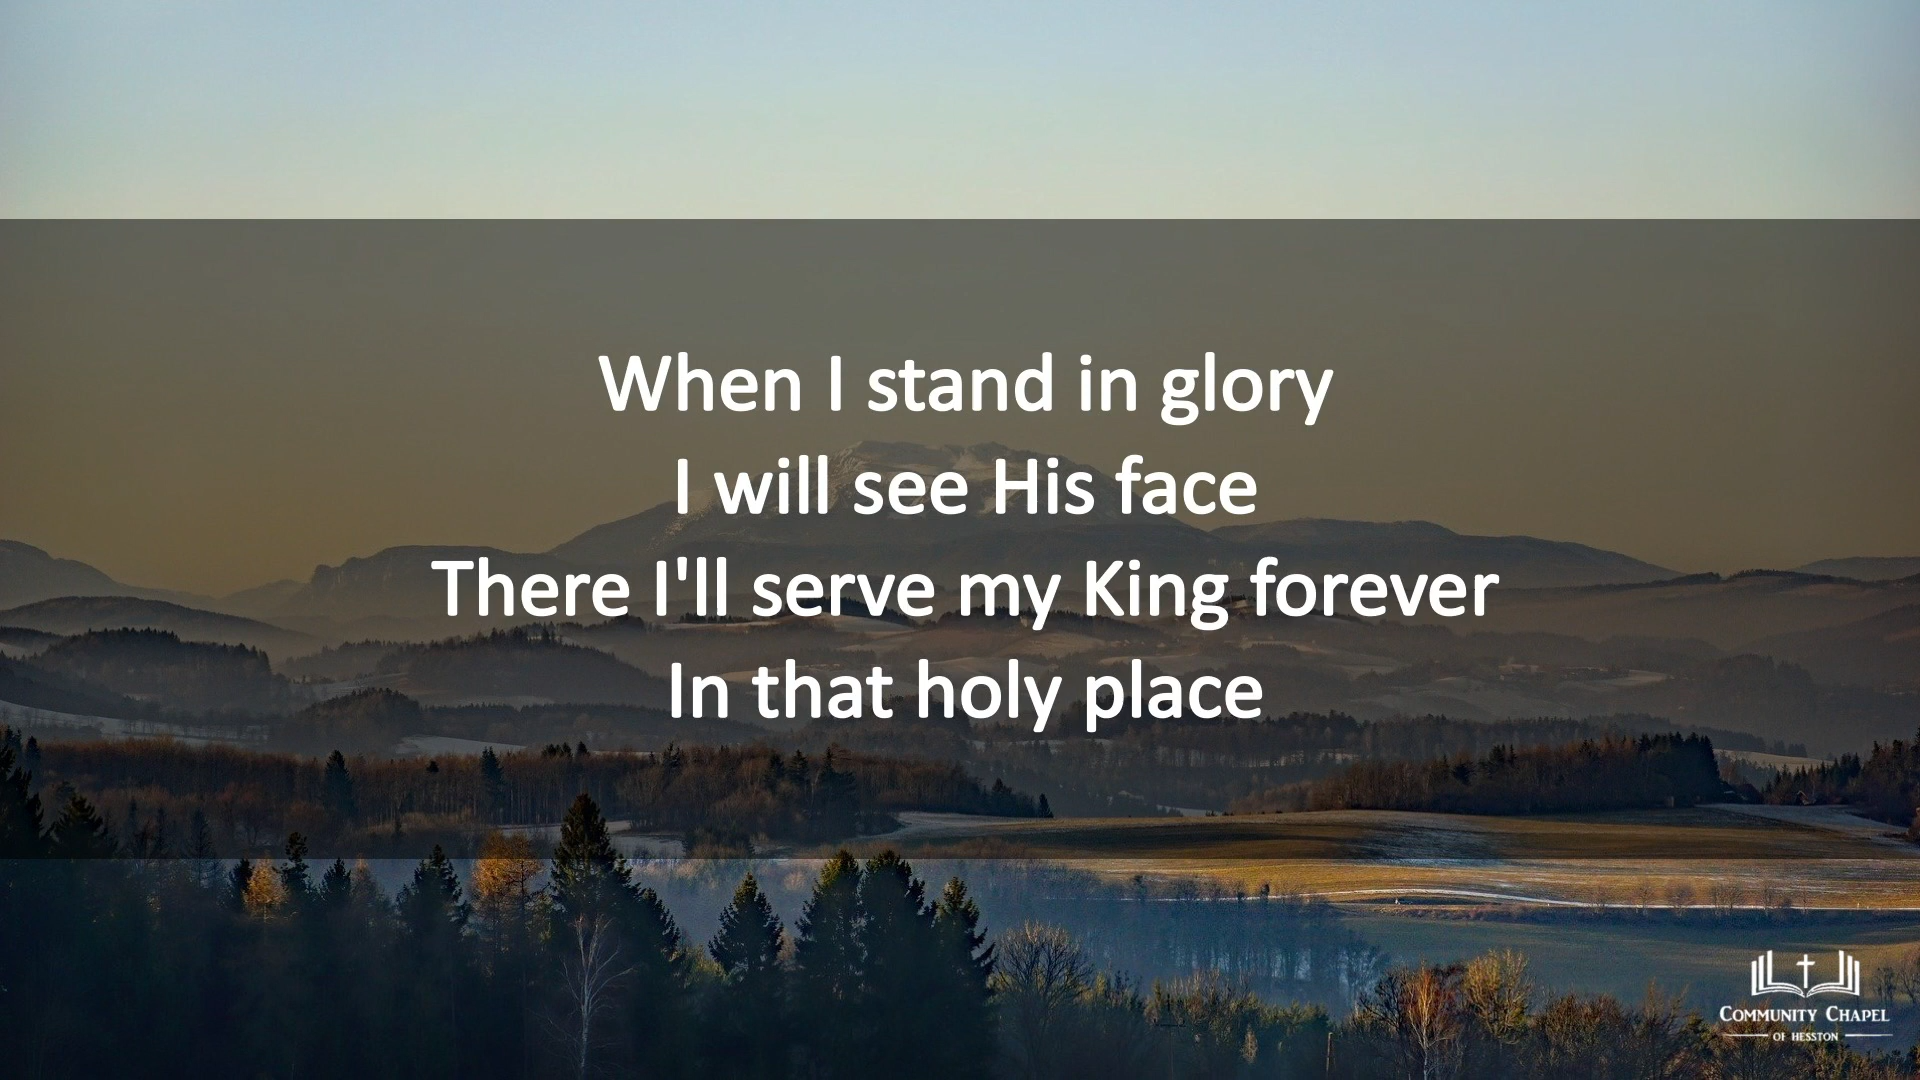 When I stand in glory
I will see His face
There I'll serve my King forever
In that holy place
COMMUNITY CHAPEL
OF HESSTON